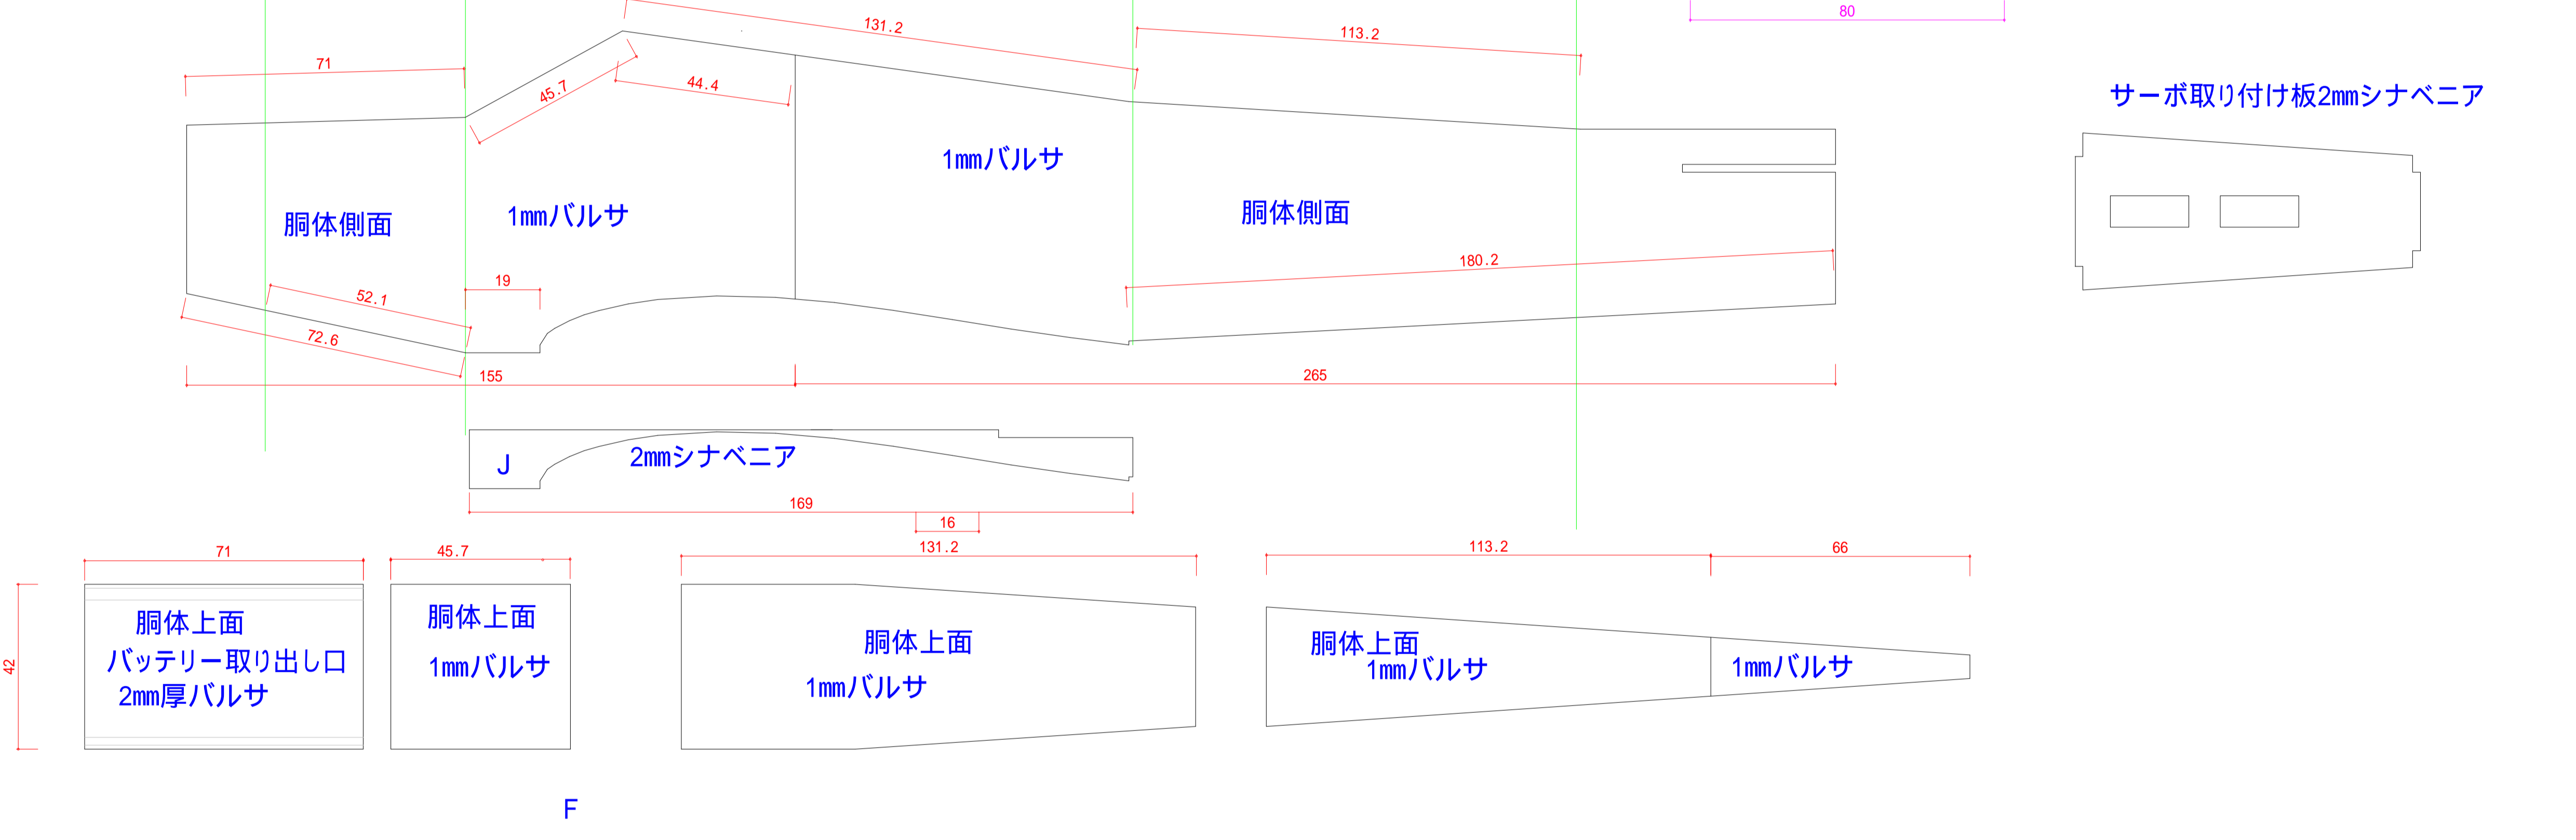 80
131.2
113.2
71
45.7
44.4
サーボ取り付け板2mmシナベニア
1mmバルサ
胴体側面
1mmバルサ
胴体側面
180.2
19
52.1
72.6
155
265
J
2mmシナベニア
169
16
71
45.7
131.2
113.2
66
42
胴体上面
バッテリー取り出し口
2mm厚バルサ
胴体上面
1mmバルサ
胴体上面
1mmバルサ
胴体上面
1mmバルサ
1mmバルサ
F